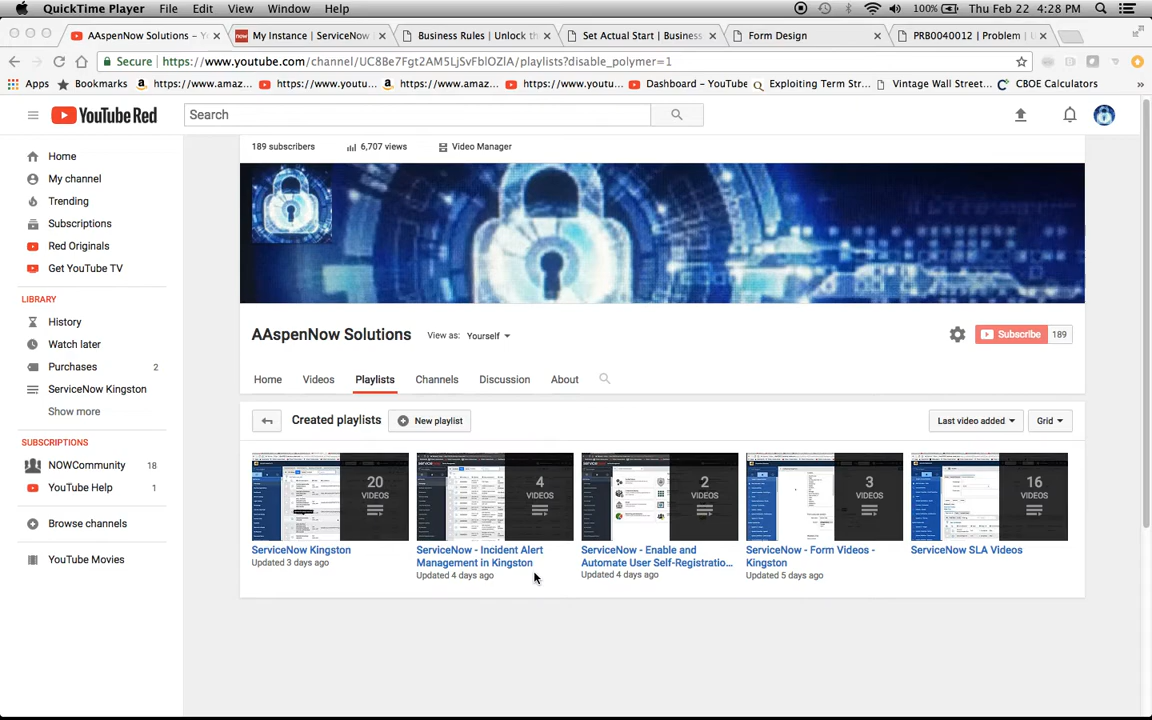 QuickTime Player File Edit View Window Help 100% Thu Feb 22 4:28 PM
AAspenNow Solutions – Y
now My Instance | ServiceNow
Business Rules | Unlock th
Set Actual Start | Business
Form Design
PRB0040012 | Problem | U
Secure https://www.youtube.com/channel/UC8Be7Fgt2AM5LjSvFblOZIA/playlists?disable_polymer=1
Apps Bookmarks https://www.amaz... https://www.youtu... https://www.amaz... https://www.youtu... Dashboard – YouTube Exploiting Term Str... Vintage Wall Street... CBOE Calculators »
YouTube Red
Search
189 subscribers 6,707 views Video Manager
Home
My channel
Trending
Subscriptions
Red Originals
Get YouTube TV
LIBRARY
History
Watch later
Purchases 2
ServiceNow Kingston
Show more
SUBSCRIPTIONS
NOWCommunity 18
YouTube Help 1
Browse channels
YouTube Movies
AAspenNow Solutions View as: Yourself
Subscribe 189
Home Videos Playlists Channels Discussion About
Created playlists New playlist Last video added Grid
20 VIDEOS
ServiceNow Kingston
Updated 3 days ago
4 VIDEOS
ServiceNow - Incident Alert
Management in Kingston
Updated 4 days ago
2 VIDEOS
ServiceNow - Enable and
Automate User Self-Registratio...
Updated 4 days ago
3 VIDEOS
ServiceNow - Form Videos -
Kingston
Updated 5 days ago
16 VIDEOS
ServiceNow SLA Videos